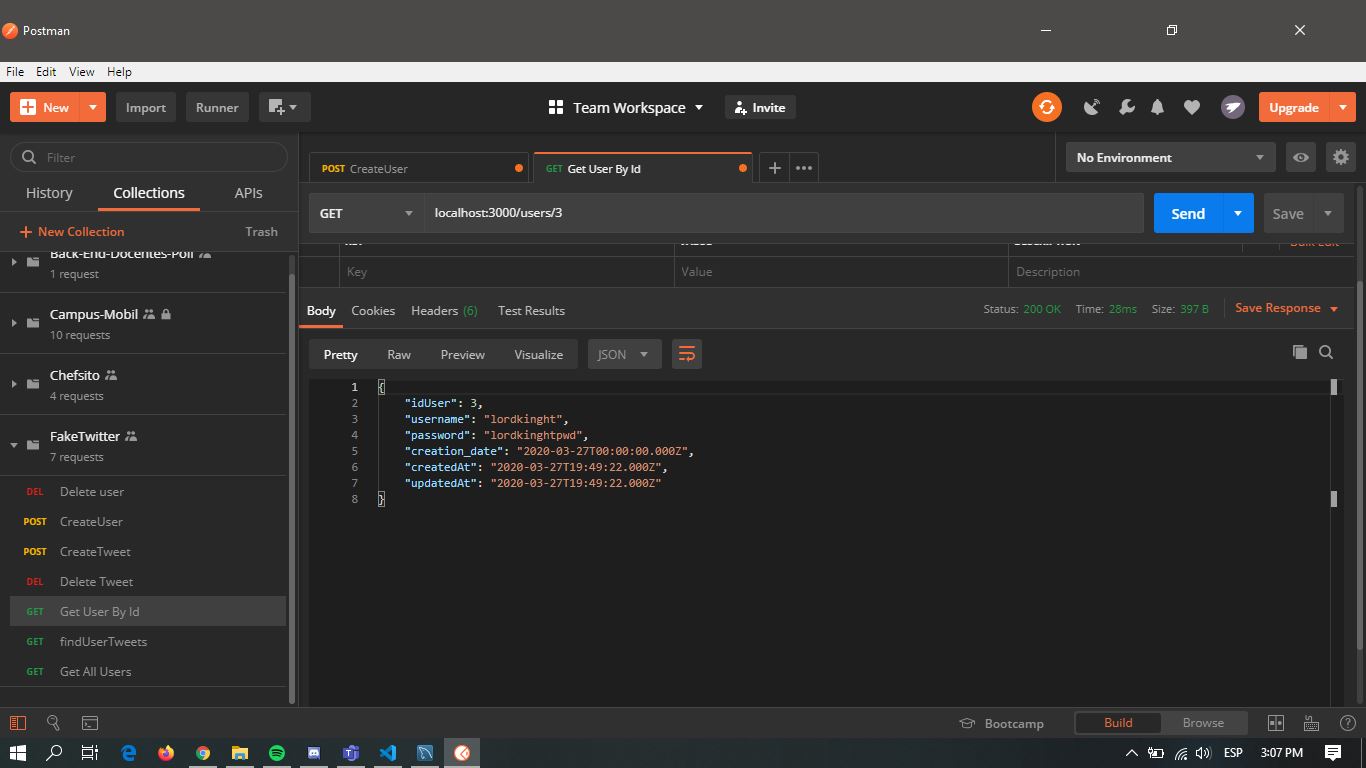 Postman
File Edit View Help
New Import Runner Team Workspace Invite Upgrade
Filter
History Collections APIs
New Collection Trash
Back-End-Docentes-Poli
1 request
Campus-Mobil
10 requests
Chefsito
4 requests
FakeTwitter
7 requests
DEL Delete user
POST CreateUser
POST CreateTweet
DEL Delete Tweet
GET Get User By Id
GET findUserTweets
GET Get All Users
POST CreateUser GET Get User By Id No Environment
GET localhost:3000/users/3 Send Save
KEY VALUE DESCRIPTION Bulk Edit
Key Value Description
Body Cookies Headers (6) Test Results Status: 200 OK Time: 28ms Size: 397 B Save Response
Pretty Raw Preview Visualize JSON
1 {
2 "idUser": 3,
3 "username": "lordkinght",
4 "password": "lordkinghtpwd",
5 "creation_date": "2020-03-27T00:00:00.000Z",
6 "createdAt": "2020-03-27T19:49:22.000Z",
7 "updatedAt": "2020-03-27T19:49:22.000Z"
8 }
Bootcamp Build Browse
ESP 3:07 PM